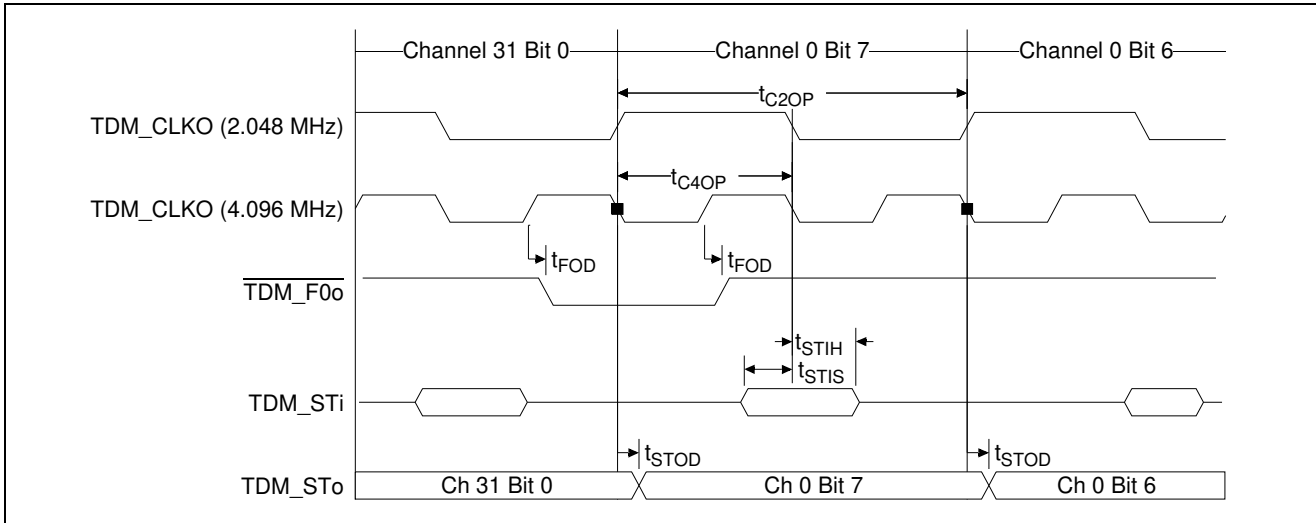 Channel 31 Bit 0 Channel 0 Bit 7 Channel 0 Bit 6
tC2OP
TDM_CLKO (2.048 MHz)
tC4OP
TDM_CLKO (4.096 MHz)
tFOD tFOD
TDM_F0o
tSTIH
tSTIS
TDM_STi
tSTOD tSTOD
TDM_STo Ch 31 Bit 0 Ch 0 Bit 7 Ch 0 Bit 6